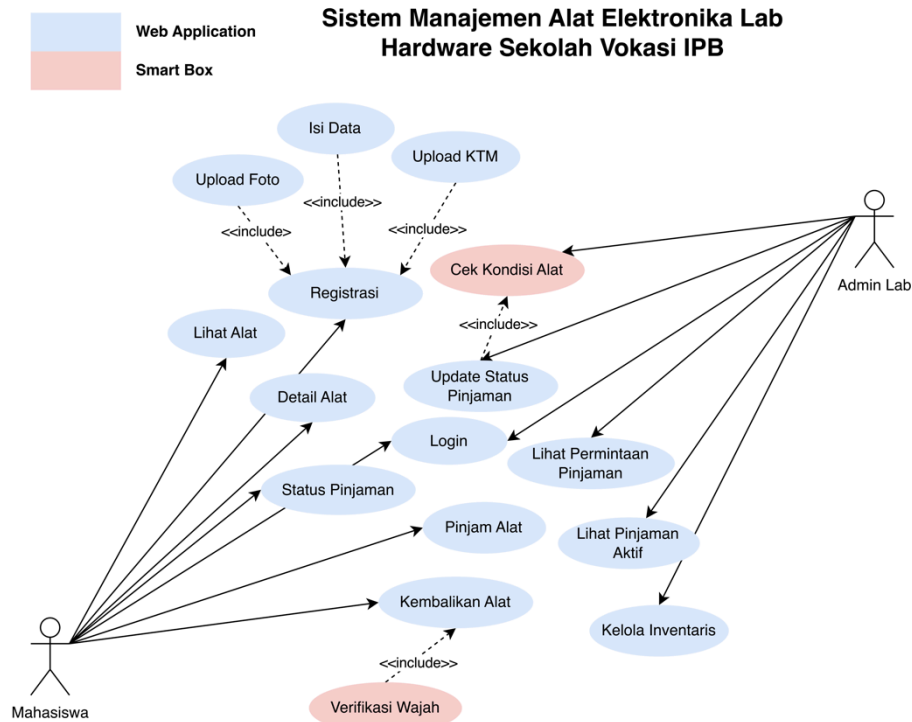 Sistem Manajemen Alat Elektronika Lab
Hardware Sekolah Vokasi IPB
Web Application
Smart Box
Isi Data
Upload KTM
Upload Foto
<<include>>
<<include>
<<include>>
Cek Kondisi Alat
Admin Lab
Registrasi
Lihat Alat
<<include>>
Update Status
Pinjaman
Detail Alat
Login
Lihat Permintaan
Pinjaman
Status Pinjaman
Pinjam Alat
Lihat Pinjaman
Aktif
Kembalikan Alat
Kelola Inventaris
<<include>>
Verifikasi Wajah
Mahasiswa